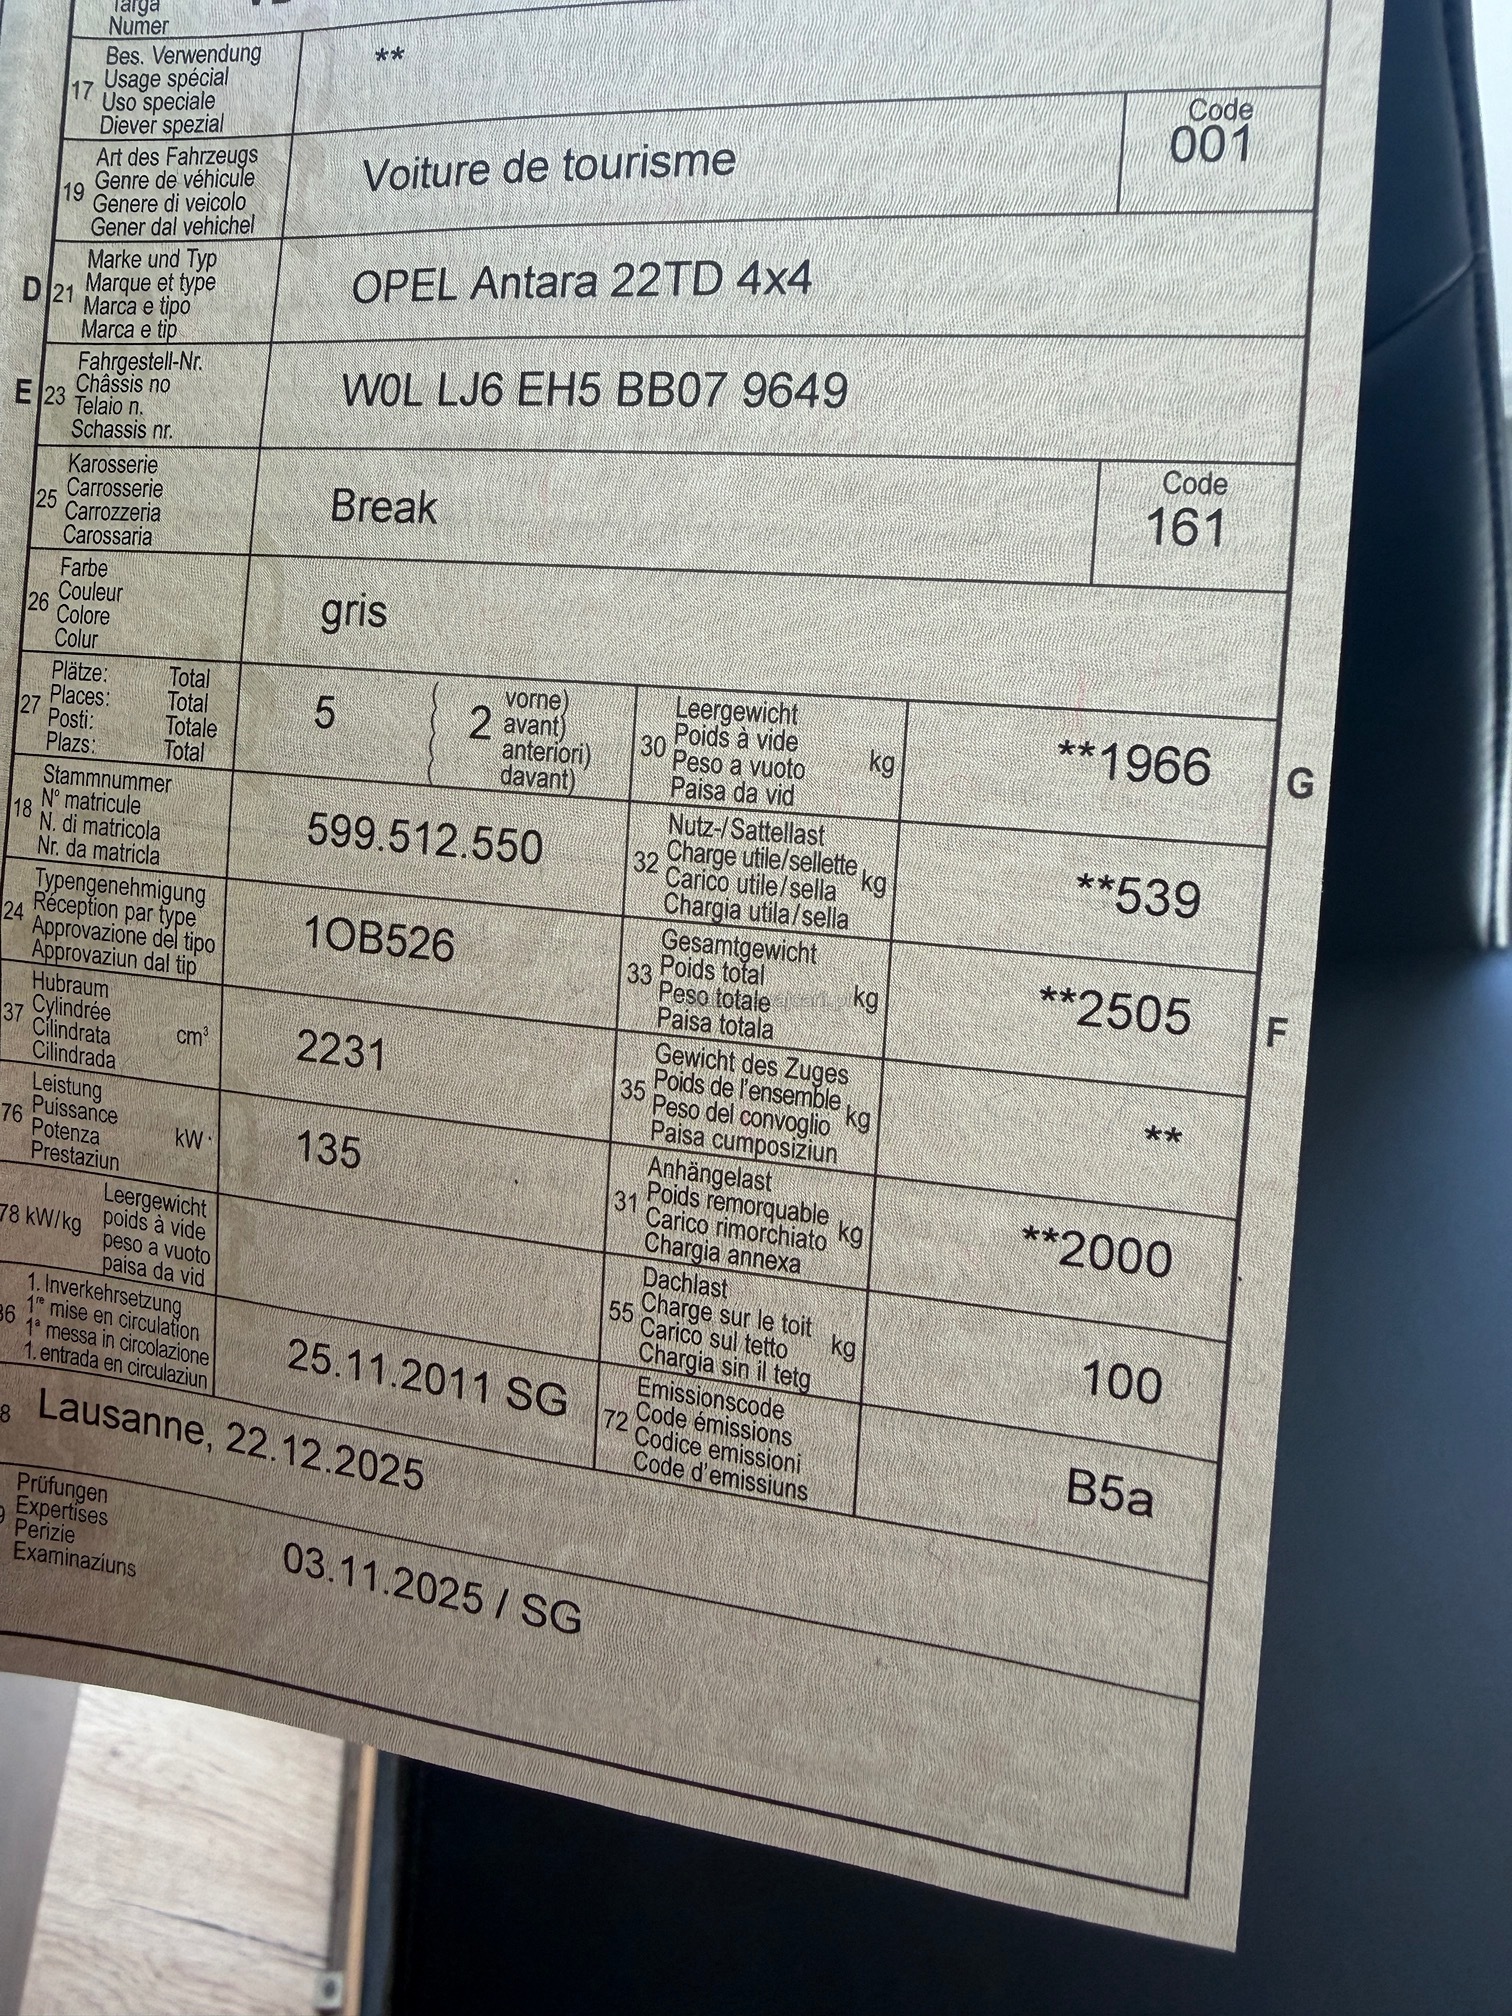 Targa
Numer
17 Bes. Verwendung
Usage spécial
Uso speciale
Diever spezial
**
19 Art des Fahrzeugs
Genre de véhicule
Genere di veicolo
Gener dal vehichel
Voiture de tourisme
Code
001
D 21 Marke und Typ
Marque et type
Marca e tipo
Marca e tip
OPEL Antara 22TD 4x4
E 23 Fahrgestell-Nr.
Châssis no
Telaio n.
Schassis nr.
W0L LJ6 EH5 BB07 9649
25 Karosserie
Carrosserie
Carrozzeria
Carossaria
Break
Code
161
26 Farbe
Couleur
Colore
Colur
gris
27 Plätze: Total
Places: Total
Posti: Totale
Plazs: Total
5
2 vorne)
avant)
anteriori)
davant)
30 Leergewicht
Poids à vide
Peso a vuoto
Paisa da vid
kg
**1966
G
18 Stammnummer
N° matricule
N. di matricola
Nr. da matricla
599.512.550
32 Nutz-/Sattellast
Charge utile/sellette
Carico utile/sella
Chargia utila/sella
kg
**539
24 Typengenehmigung
Réception par type
Approvazione del tipo
Approvaziun dal tip
1OB526
33 Gesamtgewicht
Poids total
Peso totale
Paisa totala
kg
**2505
F
37 Hubraum
Cylindrée
Cilindrata
Cilindrada
cm³
2231
35 Gewicht des Zuges
Poids de l'ensemble
Peso del convoglio
Paisa cumposiziun
kg
**
76 Leistung
Puissance
Potenza
Prestaziun
kW
135
31 Anhängelast
Poids remorquable
Carico rimorchiato
Chargia annexa
kg
**2000
78 kW/kg Leergewicht
poids à vide
peso a vuoto
paisa da vid
55 Dachlast
Charge sur le toit
Carico sul tetto
Chargia sin il tetg
kg
100
36 1. Inverkehrsetzung
1re mise en circulation
1a messa in circolazione
1. entrada en circulaziun
25.11.2011 SG
72 Emissionscode
Code émissions
Codice emissioni
Code d'emissiuns
B5a
8 Lausanne, 22.12.2025
Prüfungen
Expertises
Perizie
Examinaziuns
03.11.2025 / SG